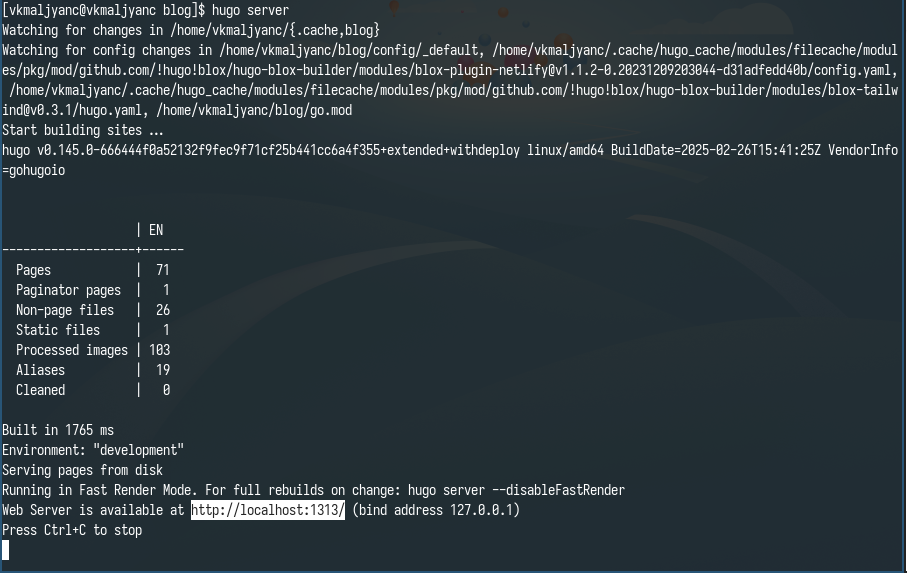 [vkmaljyanc@vkmaljyanc blog]$ hugo server
Watching for changes in /home/vkmaljyanc/{.cache,blog}
Watching for config changes in /home/vkmaljyanc/blog/config/_default, /home/vkmaljyanc/.cache/hugo_cache/modules/filecache/modul
es/pkg/mod/github.com/!hugo!blox/hugo-blox-builder/modules/blox-plugin-netlify@v1.1.2-0.20231209203044-d31adfedd40b/config.yaml,
 /home/vkmaljyanc/.cache/hugo_cache/modules/filecache/modules/pkg/mod/github.com/!hugo!blox/hugo-blox-builder/modules/blox-tailw
ind@v0.3.1/hugo.yaml, /home/vkmaljyanc/blog/go.mod
Start building sites …
hugo v0.145.0-666444f0a52132f9fec9f71cf25b441cc6a4f355+extended+withdeploy linux/amd64 BuildDate=2025-02-26T15:41:25Z VendorInfo
=gohugoio
                   | EN
-------------------+------
  Pages            |  71
  Paginator pages  |   1
  Non-page files   |  26
  Static files     |   1
  Processed images | 103
  Aliases          |  19
  Cleaned          |   0
Built in 1765 ms
Environment: "development"
Serving pages from disk
Running in Fast Render Mode. For full rebuilds on change: hugo server --disableFastRender
Web Server is available at http://localhost:1313/ (bind address 127.0.0.1)
Press Ctrl+C to stop